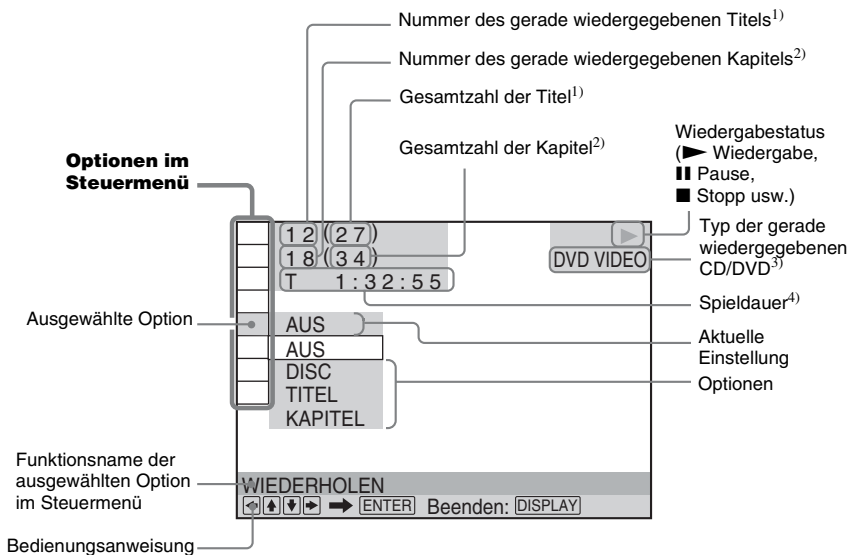 Nummer des gerade wiedergegebenen Titels1)
Nummer des gerade wiedergegebenen Kapitels2)
Gesamtzahl der Titel1)
Gesamtzahl der Kapitel2)
Wiedergabestatus
(► Wiedergabe,
❚❚ Pause,
■ Stopp usw.)
Optionen im
Steuermenü
12(27)
18(34)
T 1:32:55
►
DVD VIDEO
Typ der gerade
wiedergegebenen
CD/DVD3)
Spieldauer4)
Ausgewählte Option
AUS
AUS
DISC
TITEL
KAPITEL
Aktuelle
Einstellung
Optionen
Funktionsname der
ausgewählten Option
im Steuermenü
WIEDERHOLEN
←↑↓→ ➡ ENTER Beenden: DISPLAY
Bedienungsanweisung